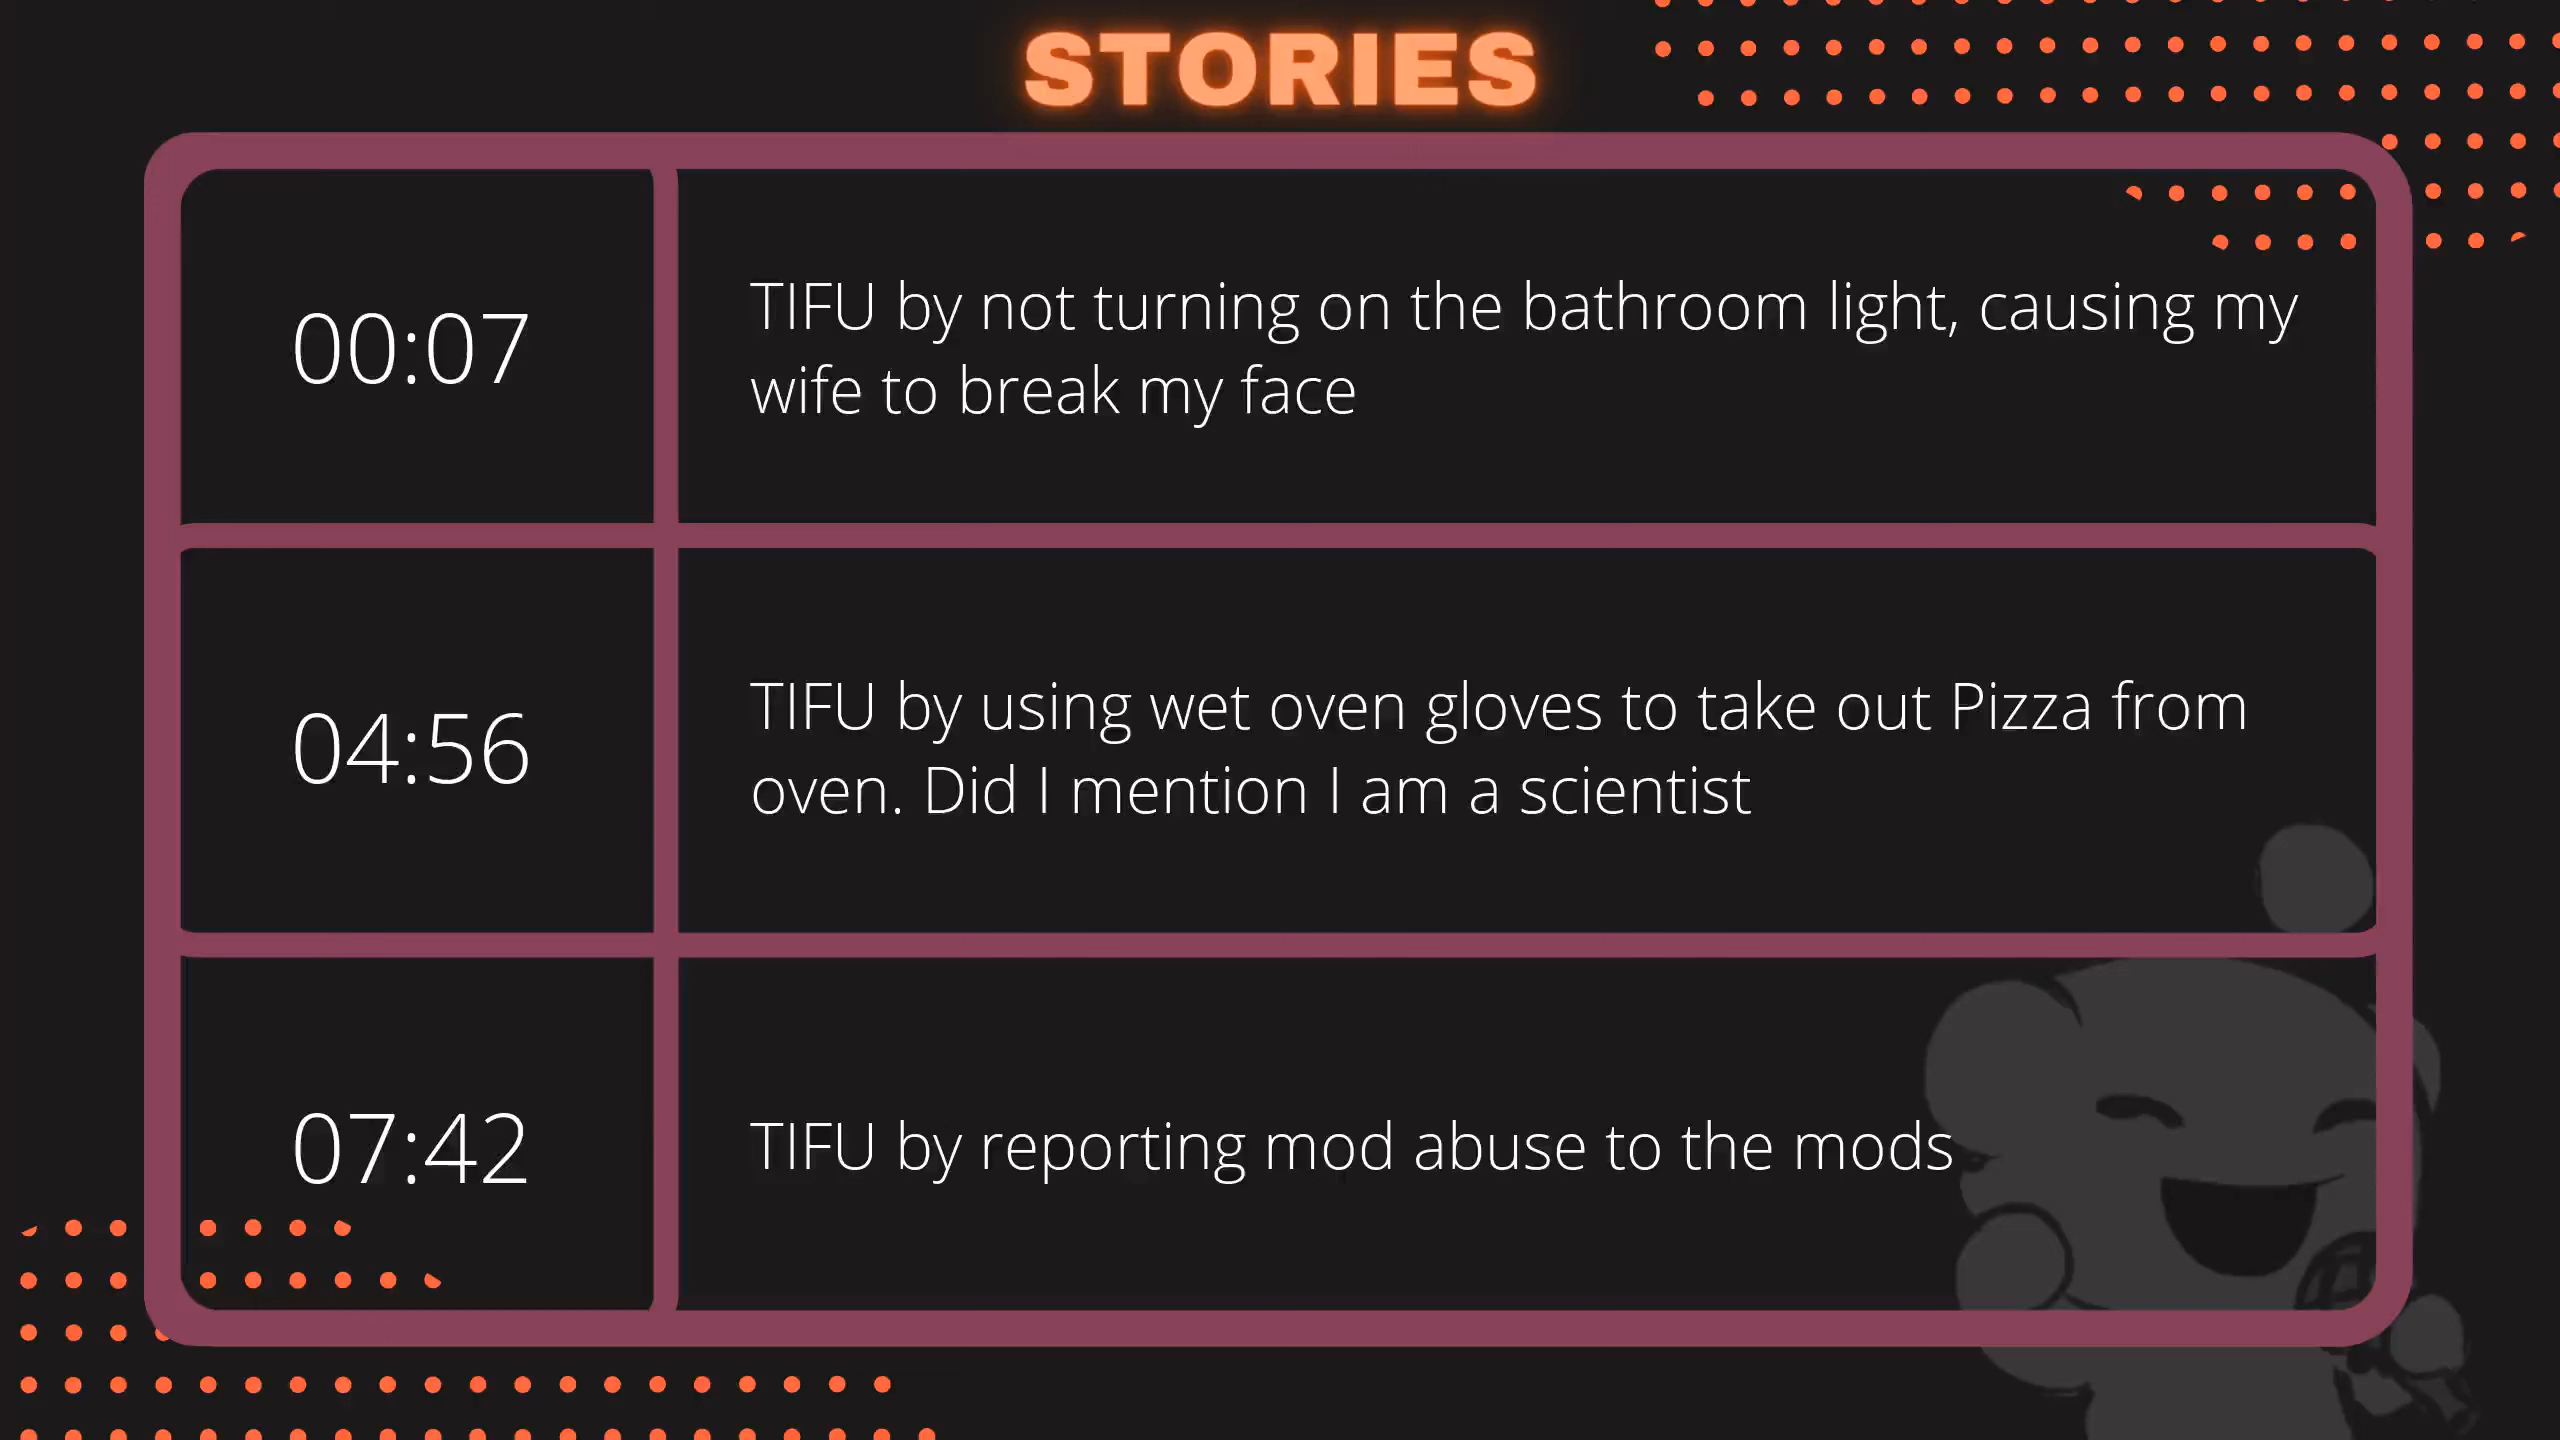 STORIES
00:07
TIFU by not turning on the bathroom light, causing my
wife to break my face
04:56
TIFU by using wet oven gloves to take out Pizza from
oven. Did I mention I am a scientist
07:42
TIFU by reporting mod abuse to the mods